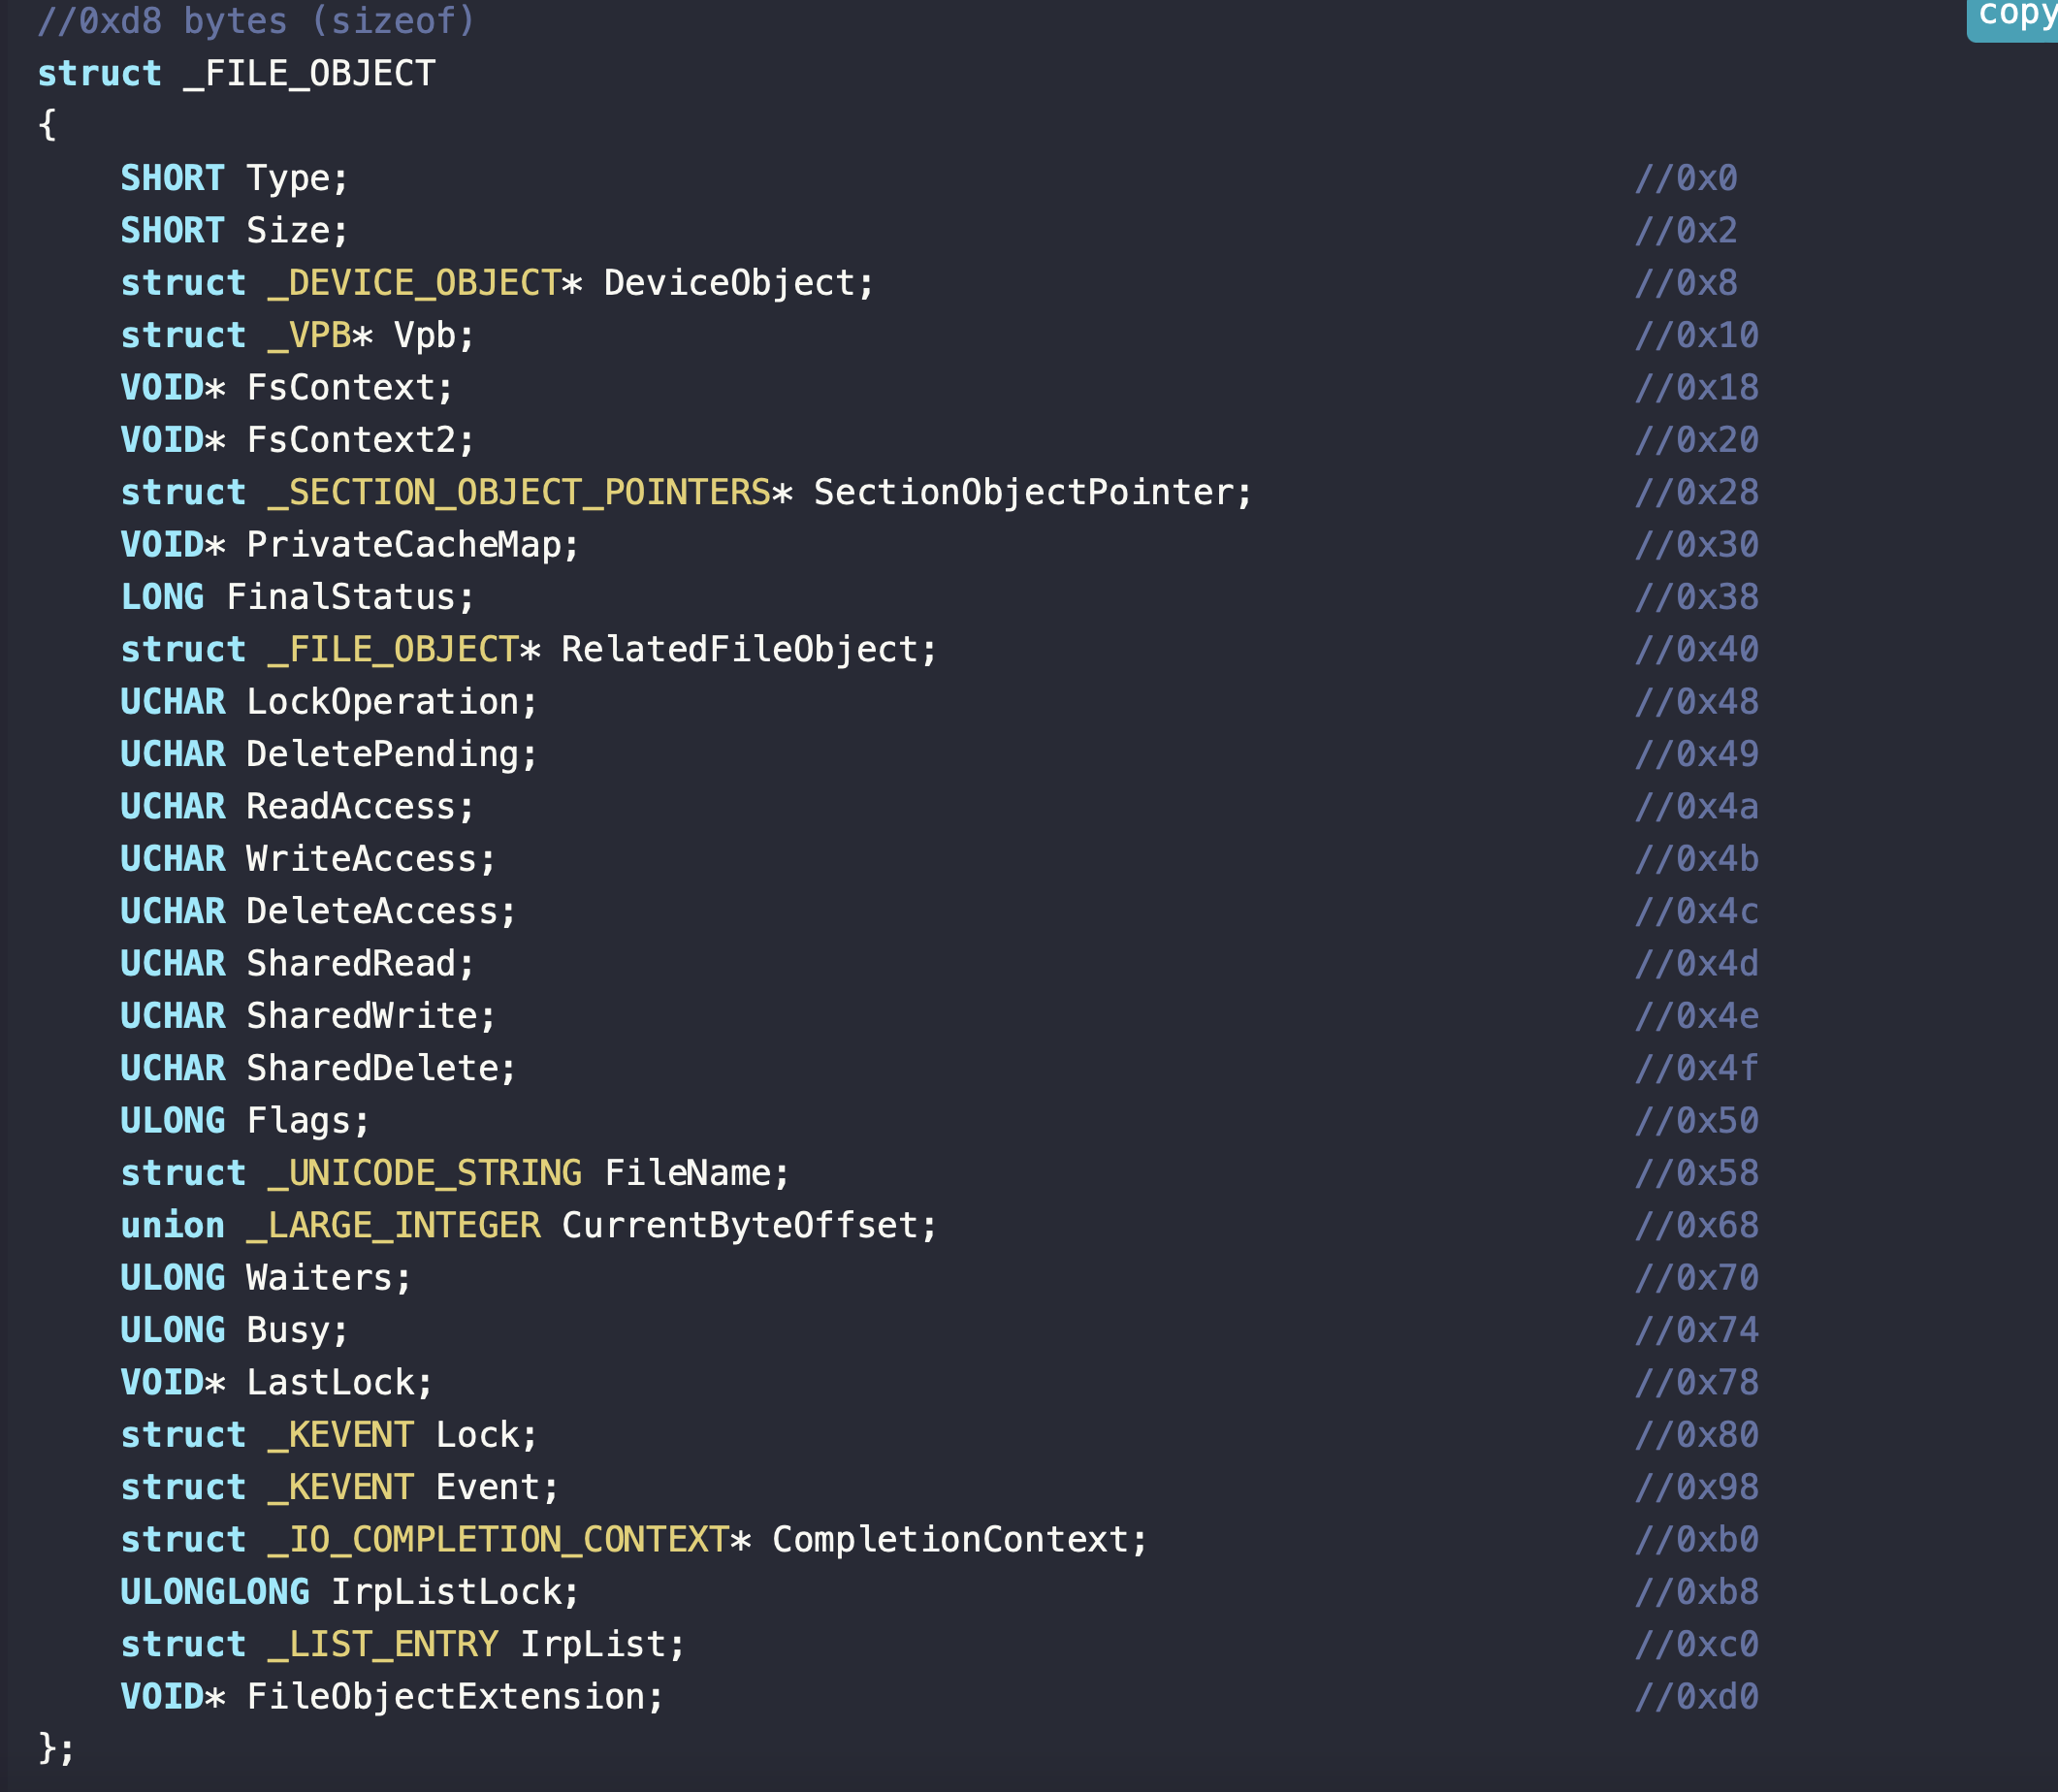 //0xd8 bytes (sizeof)
copy
struct _FILE_OBJECT
{
    SHORT Type;                                                             //0x0
    SHORT Size;                                                             //0x2
    struct _DEVICE_OBJECT* DeviceObject;                                    //0x8
    struct _VPB* Vpb;                                                       //0x10
    VOID* FsContext;                                                        //0x18
    VOID* FsContext2;                                                       //0x20
    struct _SECTION_OBJECT_POINTERS* SectionObjectPointer;                  //0x28
    VOID* PrivateCacheMap;                                                  //0x30
    LONG FinalStatus;                                                       //0x38
    struct _FILE_OBJECT* RelatedFileObject;                                 //0x40
    UCHAR LockOperation;                                                    //0x48
    UCHAR DeletePending;                                                    //0x49
    UCHAR ReadAccess;                                                       //0x4a
    UCHAR WriteAccess;                                                      //0x4b
    UCHAR DeleteAccess;                                                     //0x4c
    UCHAR SharedRead;                                                       //0x4d
    UCHAR SharedWrite;                                                      //0x4e
    UCHAR SharedDelete;                                                     //0x4f
    ULONG Flags;                                                            //0x50
    struct _UNICODE_STRING FileName;                                        //0x58
    union _LARGE_INTEGER CurrentByteOffset;                                 //0x68
    ULONG Waiters;                                                          //0x70
    ULONG Busy;                                                             //0x74
    VOID* LastLock;                                                         //0x78
    struct _KEVENT Lock;                                                    //0x80
    struct _KEVENT Event;                                                   //0x98
    struct _IO_COMPLETION_CONTEXT* CompletionContext;                       //0xb0
    ULONGLONG IrpListLock;                                                  //0xb8
    struct _LIST_ENTRY IrpList;                                             //0xc0
    VOID* FileObjectExtension;                                              //0xd0
};